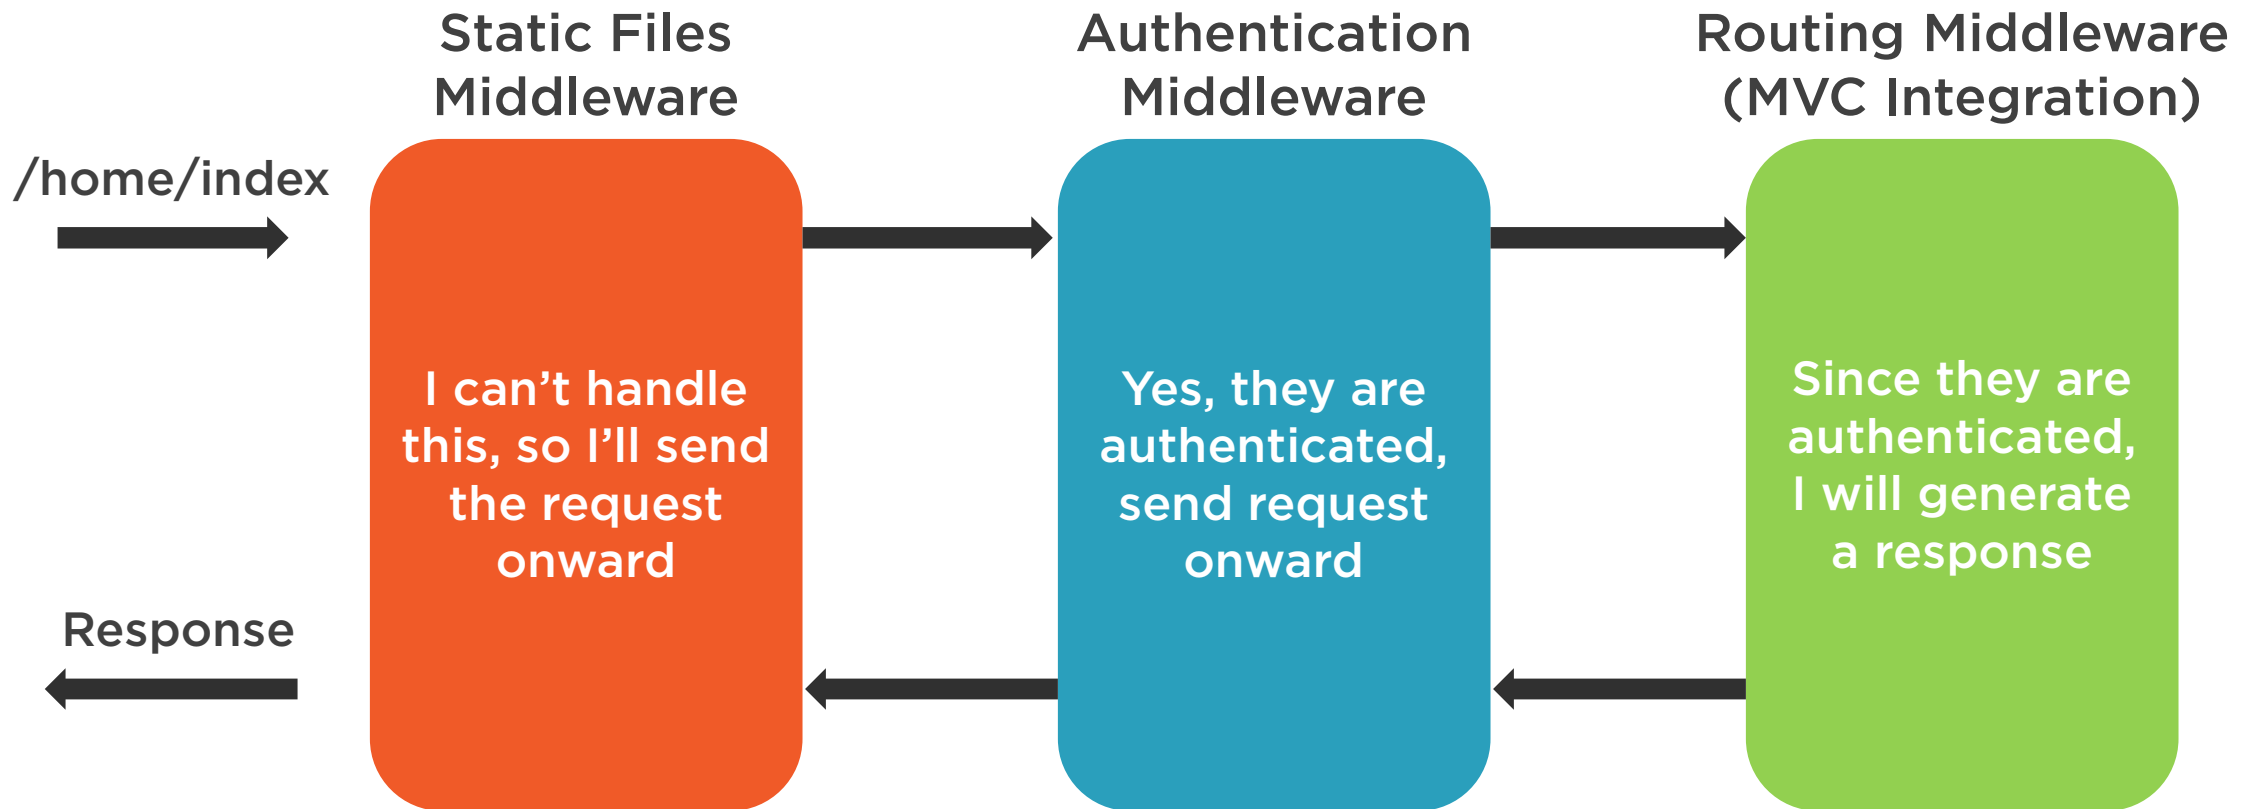 Static Files
Middleware
Authentication
Middleware
Routing Middleware
(MVC Integration)
/home/index
I can’t handle
this, so I’ll send
the request
onward
Yes, they are
authenticated,
send request
onward
Since they are
authenticated,
I will generate
a response
Response